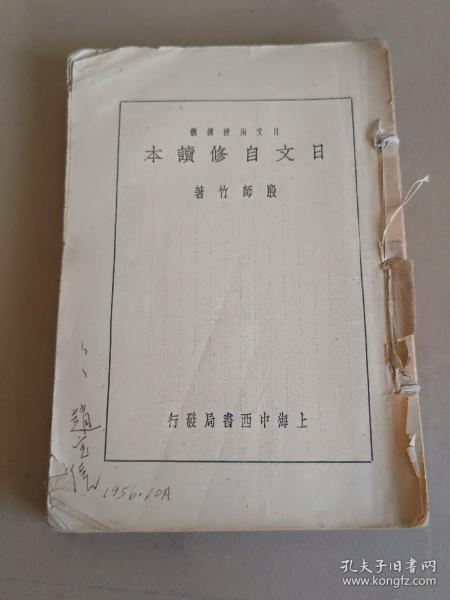 日文函授講義
日文自修讀本
殷師竹著
上海中西書局發行
趙
1956.10月
孔夫子旧书网
www.kongfz.com